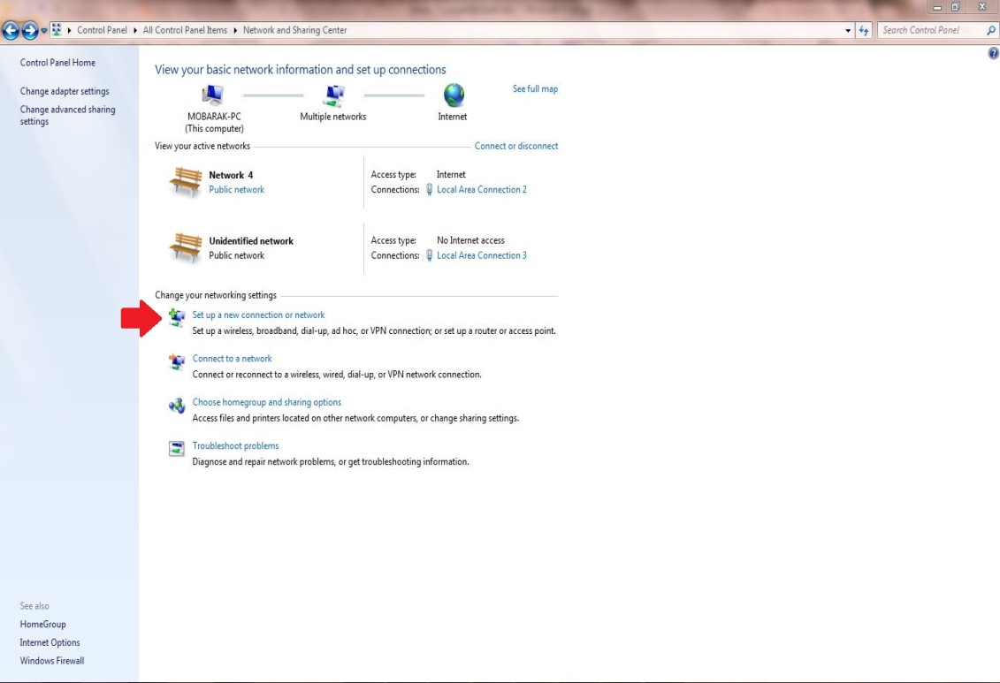 Control Panel ▸ All Control Panel Items ▸ Network and Sharing Center
Search Control Panel
Control Panel Home
Change adapter settings
Change advanced sharing
settings
View your basic network information and set up connections
See full map
MOBARAK-PC
(This computer)
Multiple networks
Internet
View your active networks
Connect or disconnect
Network 4
Public network
Access type: Internet
Connections: Local Area Connection 2
Unidentified network
Public network
Access type: No Internet access
Connections: Local Area Connection 3
Change your networking settings
Set up a new connection or network
Set up a wireless, broadband, dial-up, ad hoc, or VPN connection; or set up a router or access point.
Connect to a network
Connect or reconnect to a wireless, wired, dial-up, or VPN network connection.
Choose homegroup and sharing options
Access files and printers located on other network computers, or change sharing settings.
Troubleshoot problems
Diagnose and repair network problems, or get troubleshooting information.
See also
HomeGroup
Internet Options
Windows Firewall